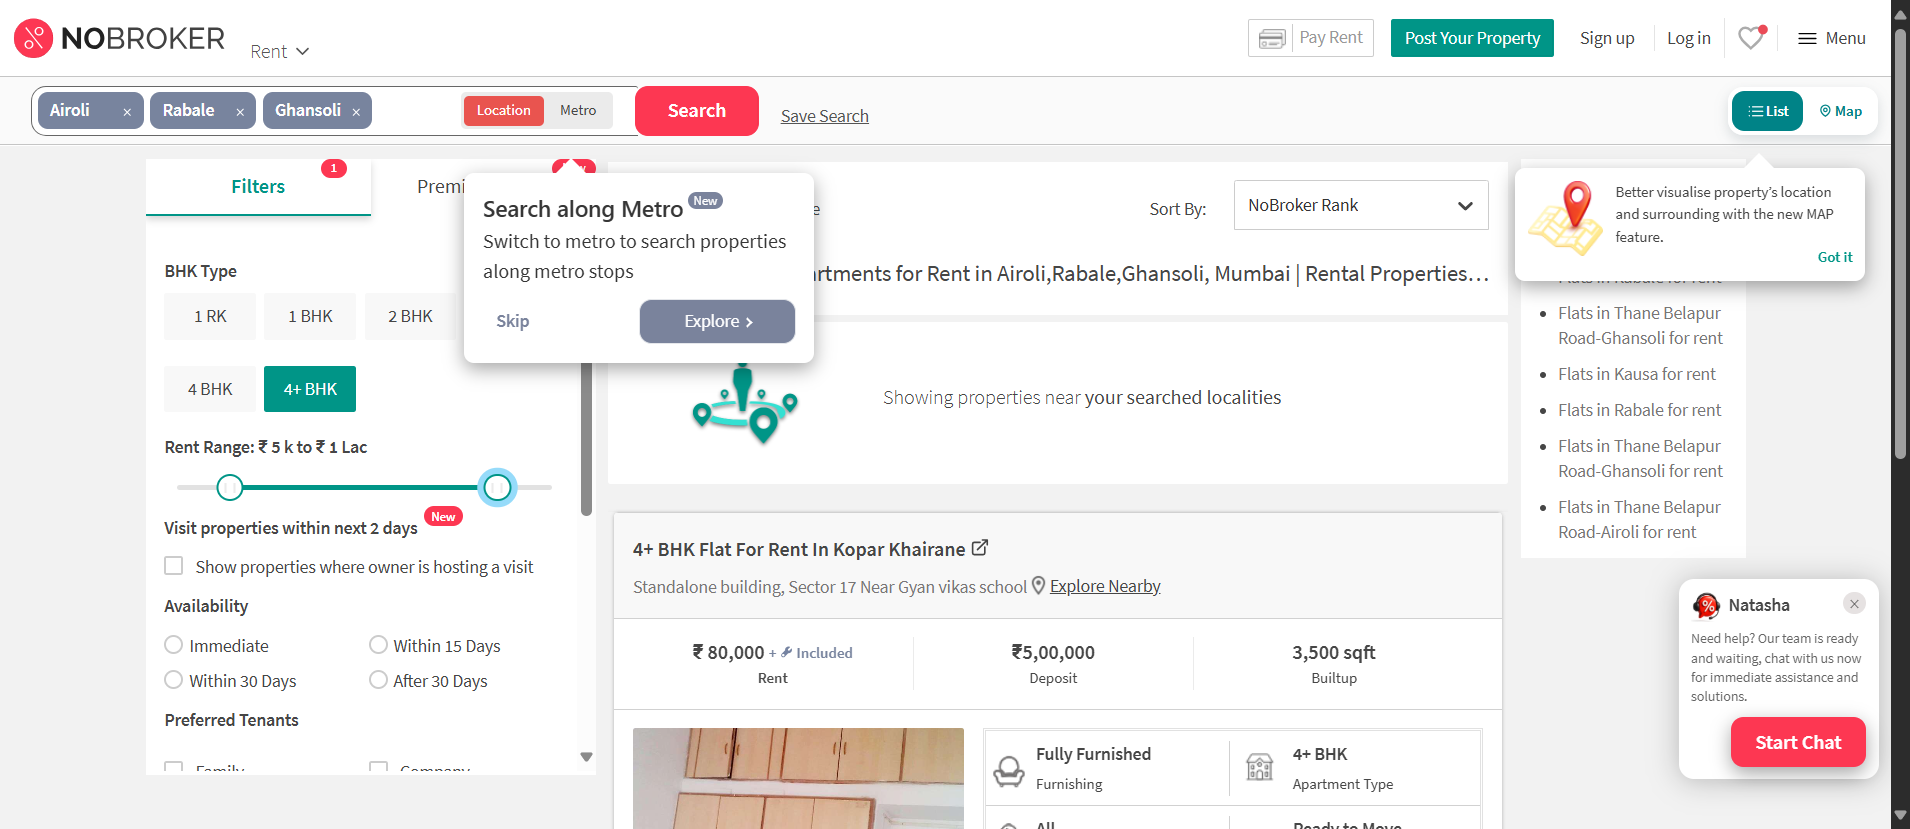 NOBROKER
Rent
Pay Rent
Post Your Property
Sign up
Log in
Menu
Airoli ×
Rabale ×
Ghansoli ×
Location
Metro
Search
Save Search
List
Map
Filters
1
Premi
Search along Metro New
Switch to metro to search properties
along metro stops
Skip
Explore ›
BHK Type
1 RK
1 BHK
2 BHK
4 BHK
4+ BHK
Rent Range: ₹ 5 k to ₹ 1 Lac
Visit properties within next 2 days New
Show properties where owner is hosting a visit
Availability
Immediate
Within 15 Days
Within 30 Days
After 30 Days
Preferred Tenants
Family
Company
Sort By:
NoBroker Rank
rtments for Rent in Airoli,Rabale,Ghansoli, Mumbai | Rental Properties…
Showing properties near your searched localities
4+ BHK Flat For Rent In Kopar Khairane
Standalone building, Sector 17 Near Gyan vikas school Explore Nearby
₹ 80,000 + Included
Rent
₹5,00,000
Deposit
3,500 sqft
Builtup
Fully Furnished
Furnishing
4+ BHK
Apartment Type
All
Ready to Move
Better visualise property's location
and surrounding with the new MAP
feature.
Got it
Flats in Rabale for rent
Flats in Thane Belapur
Road-Ghansoli for rent
Flats in Kausa for rent
Flats in Rabale for rent
Flats in Thane Belapur
Road-Ghansoli for rent
Flats in Thane Belapur
Road-Airoli for rent
Natasha
Need help? Our team is ready
and waiting, chat with us now
for immediate assistance and
solutions.
Start Chat